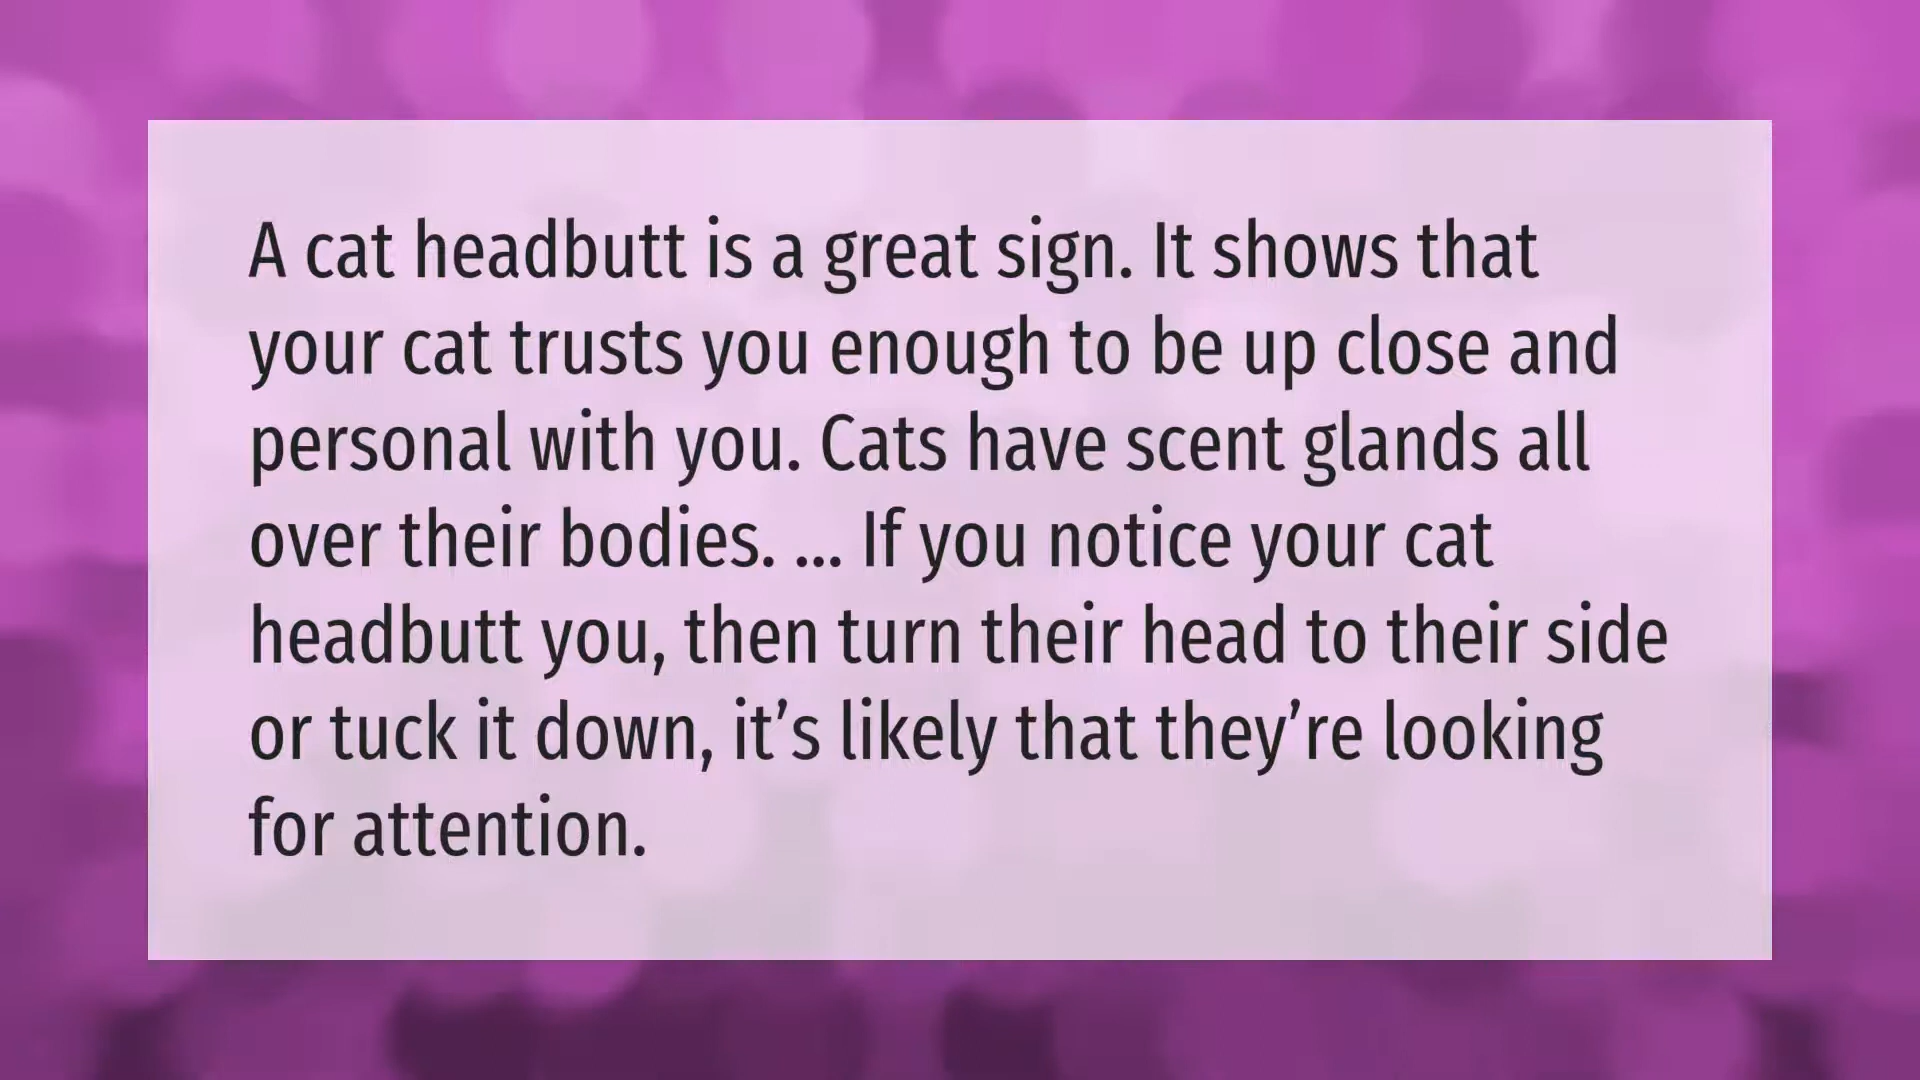 A cat headbutt is a great sign. It shows that
your cat trusts you enough to be up close and
personal with you. Cats have scent glands all
over their bodies. ... If you notice your cat
headbutt you, then turn their head to their side
or tuck it down, it’s likely that they’re looking
for attention.